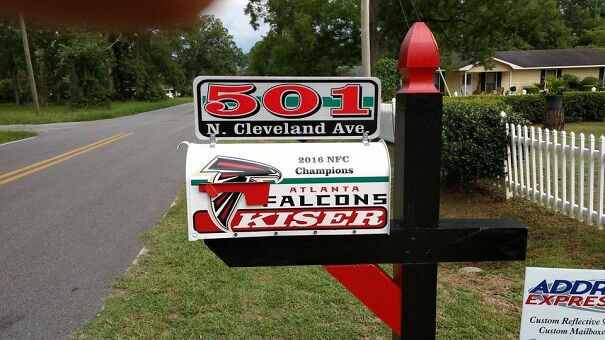 501
N. Cleveland Ave.
2016 NFC
Champions
ATLANTA
FALCONS
KISER
ADDR
EXPRES
Custom Reflective
Custom Mailbox